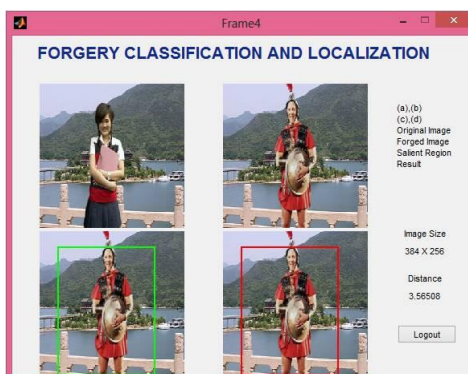 Frame4
FORGERY CLASSIFICATION AND LOCALIZATION
(a),(b)
(c),(d)
Original Image
Forged Image
Salient Region
Result
Image Size
384 X 256
Distance
3.56508
Logout